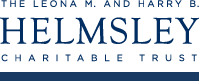 THE LEONA M. AND HARRY B.
HELMSLEY
CHARITABLE TRUST